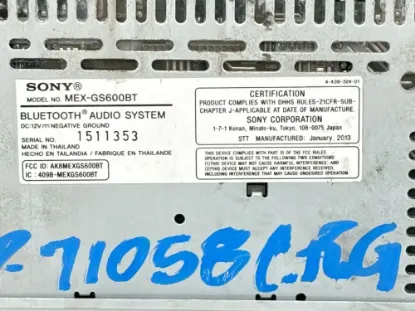 4-438-324-01
SONY®
MODEL NO. MEX-GS600BT
BLUETOOTH® AUDIO SYSTEM
DC12V⎓NEGATIVE GROUND
SERIAL NO. 1511353
MADE IN THAILAND
HECHO EN TAILANDIA / FABRIQUE EN THAILANDE
FCC ID: AK8MEXGS600BT
IC : 409B-MEXGS600BT
CERTIFICATION
PRODUCT COMPLIES WITH DHHS RULES-21CFR-SUB-
CHAPTER J-APPLICABLE AT DATE OF MANUFACTURE.
SONY CORPORATION
1-7-1 Konan, Minato-ku, Tokyo, 108-0075 Japan
STT MANUFACTURED: January, 2013
THIS DEVICE COMPLIES WITH PART 15 OF THE FCC RULES.
OPERATION IS SUBJECT TO THE FOLLOWING TWO CONDITIONS:
(1)THIS DEVICE MAY NOT CAUSE HARMFUL INTERFERENCE, AND
(2)THIS DEVICE MUST ACCEPT ANY INTERFERENCE RECEIVED,
INCLUDING INTERFERENCE THAT MAY CAUSE UNDESIRED OPERATION.
71058C.RG